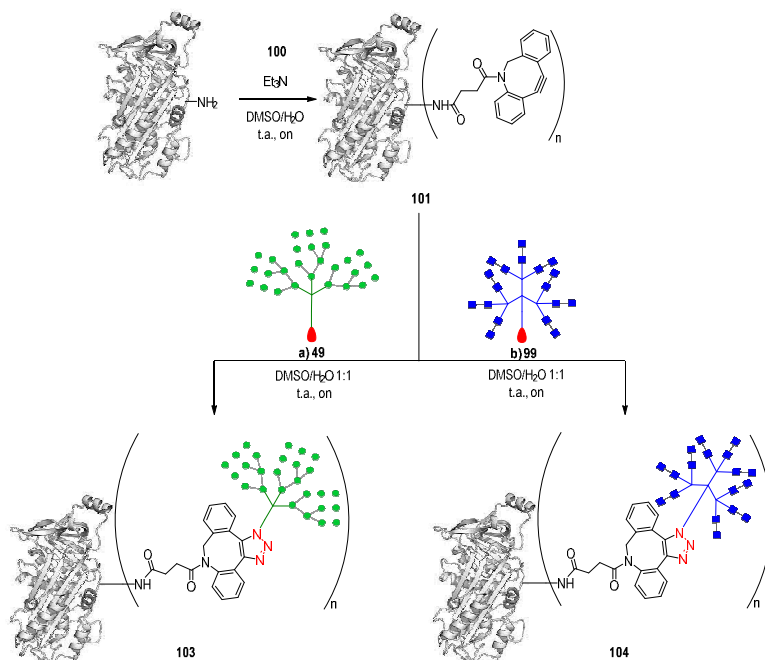 100
Et₃N
DMSO/H₂O
t.a., on
NH₂
NH
O
O
N
n
101
a) 49
DMSO/H₂O 1:1
t.a., on
b) 99
DMSO/H₂O 1:1
t.a., on
NH
O
O
N
N
N
N
n
103
NH
O
O
N
N
N
N
n
104